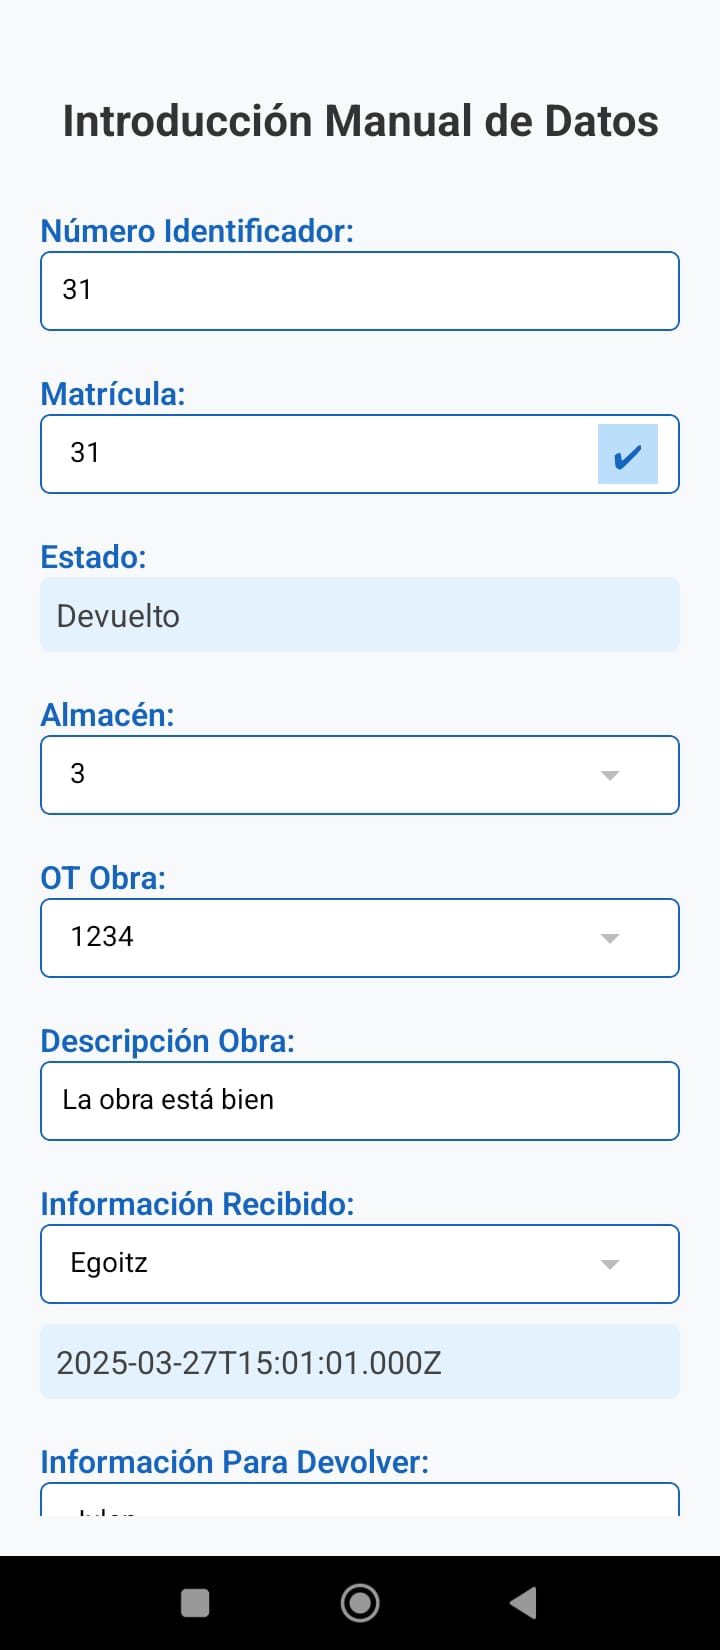 Introducción Manual de Datos
Número Identificador:
31
Matrícula:
31
Estado:
Devuelto
Almacén:
3
OT Obra:
1234
Descripción Obra:
La obra está bien
Información Recibido:
Egoitz
2025-03-27T15:01:01.000Z
Información Para Devolver: